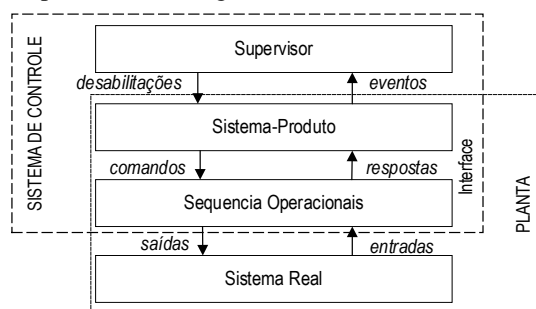 SISTEMA DE CONTROLE
Supervisor
desabilitações
eventos
Sistema-Produto
comandos
respostas
Interface
Sequencia Operacionais
PLANTA
saídas
entradas
Sistema Real